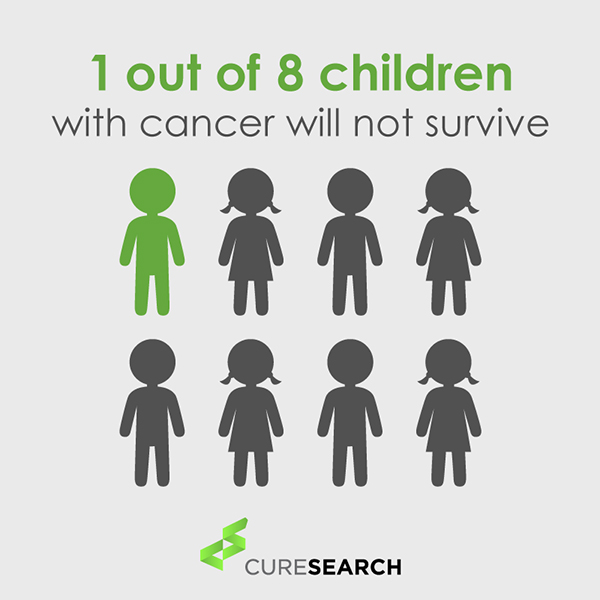 1 out of 8 children
with cancer will not survive
CURESEARCH